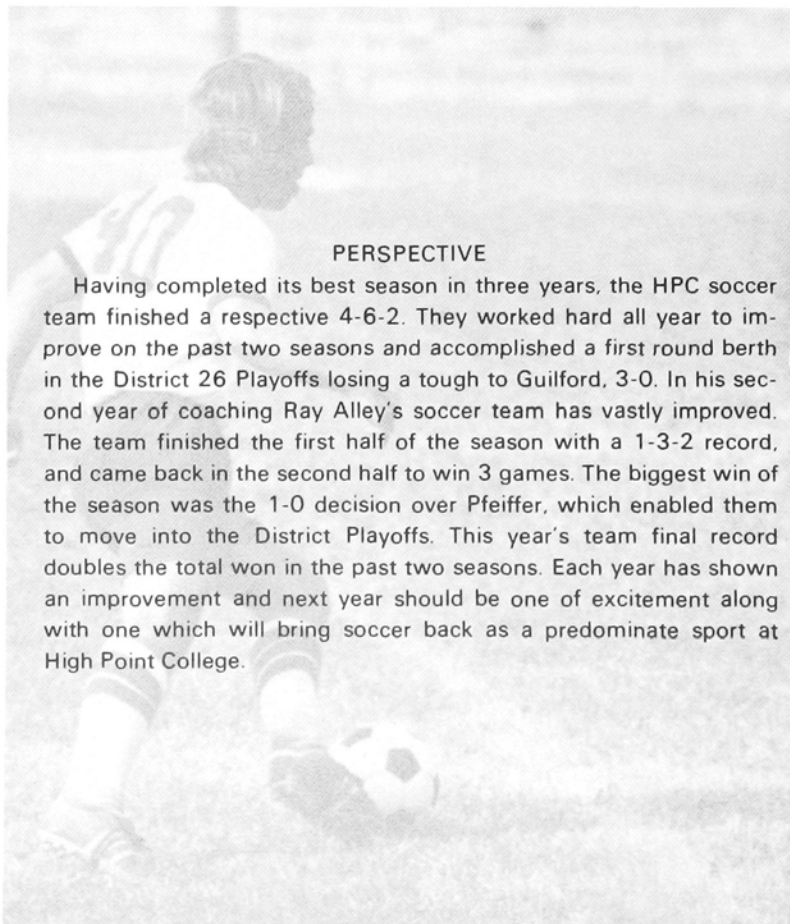 PERSPECTIVE
Having completed its best season in three years, the HPC soccer
team finished a respective 4-6-2. They worked hard all year to im-
prove on the past two seasons and accomplished a first round berth
in the District 26 Playoffs losing a tough to Guilford, 3-0. In his sec-
ond year of coaching Ray Alley's soccer team has vastly improved.
The team finished the first half of the season with a 1-3-2 record,
and came back in the second half to win 3 games. The biggest win of
the season was the 1-0 decision over Pfeiffer, which enabled them
to move into the District Playoffs. This year's team final record
doubles the total won in the past two seasons. Each year has shown
an improvement and next year should be one of excitement along
with one which will bring soccer back as a predominate sport at
High Point College.